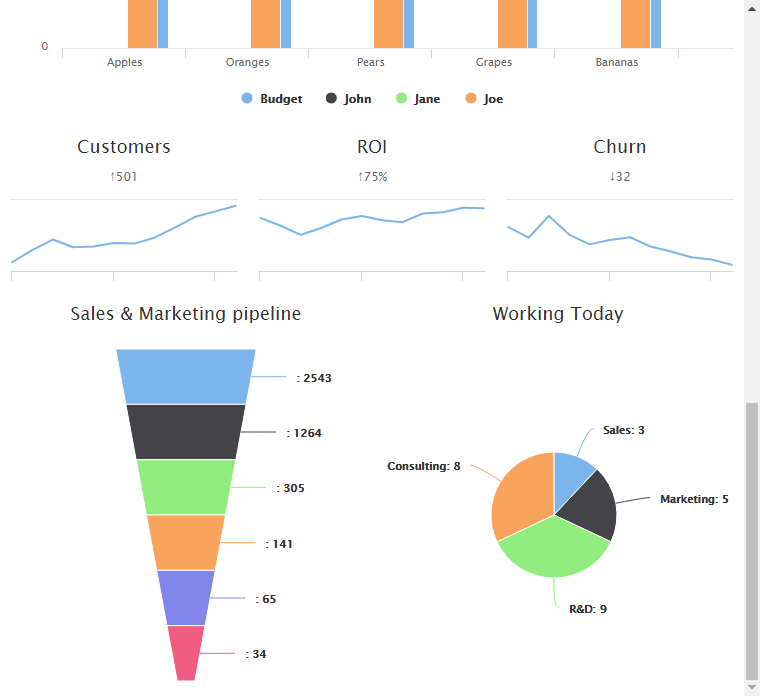 0
Apples Oranges Pears Grapes Bananas
Budget John Jane Joe
Customers ROI Churn
↑501 ↑75% ↓32
Sales & Marketing pipeline Working Today
: 2543
: 1264
: 305
: 141
: 65
: 34
Sales: 3
Consulting: 8
Marketing: 5
R&D: 9